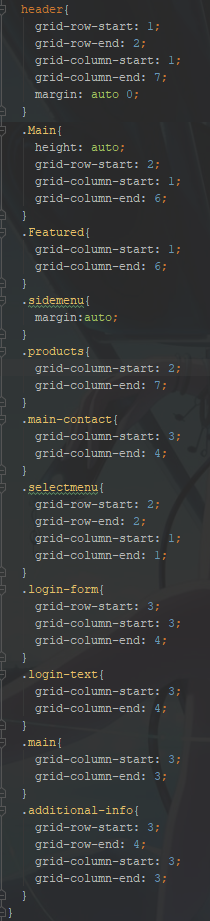 header{
grid-row-start: 1;
grid-row-end: 2;
grid-column-start: 1;
grid-column-end: 7;
margin: auto 0;
}
.Main{
height: auto;
grid-row-start: 2;
grid-column-start: 1;
grid-column-end: 6;
}
.Featured{
grid-column-start: 1;
grid-column-end: 6;
}
.sidemenu{
margin:auto;
}
.products{
grid-column-start: 2;
grid-column-end: 7;
}
.main-contact{
grid-column-start: 3;
grid-column-end: 4;
}
.selectmenu{
grid-row-start: 2;
grid-row-end: 2;
grid-column-start: 1;
grid-column-end: 1;
}
.login-form{
grid-row-start: 3;
grid-column-start: 3;
grid-column-end: 4;
}
.login-text{
grid-column-start: 3;
grid-column-end: 4;
}
.main{
grid-column-start: 3;
grid-column-end: 3;
}
.additional-info{
grid-row-start: 3;
grid-row-end: 4;
grid-column-start: 3;
grid-column-end: 3;
}
}